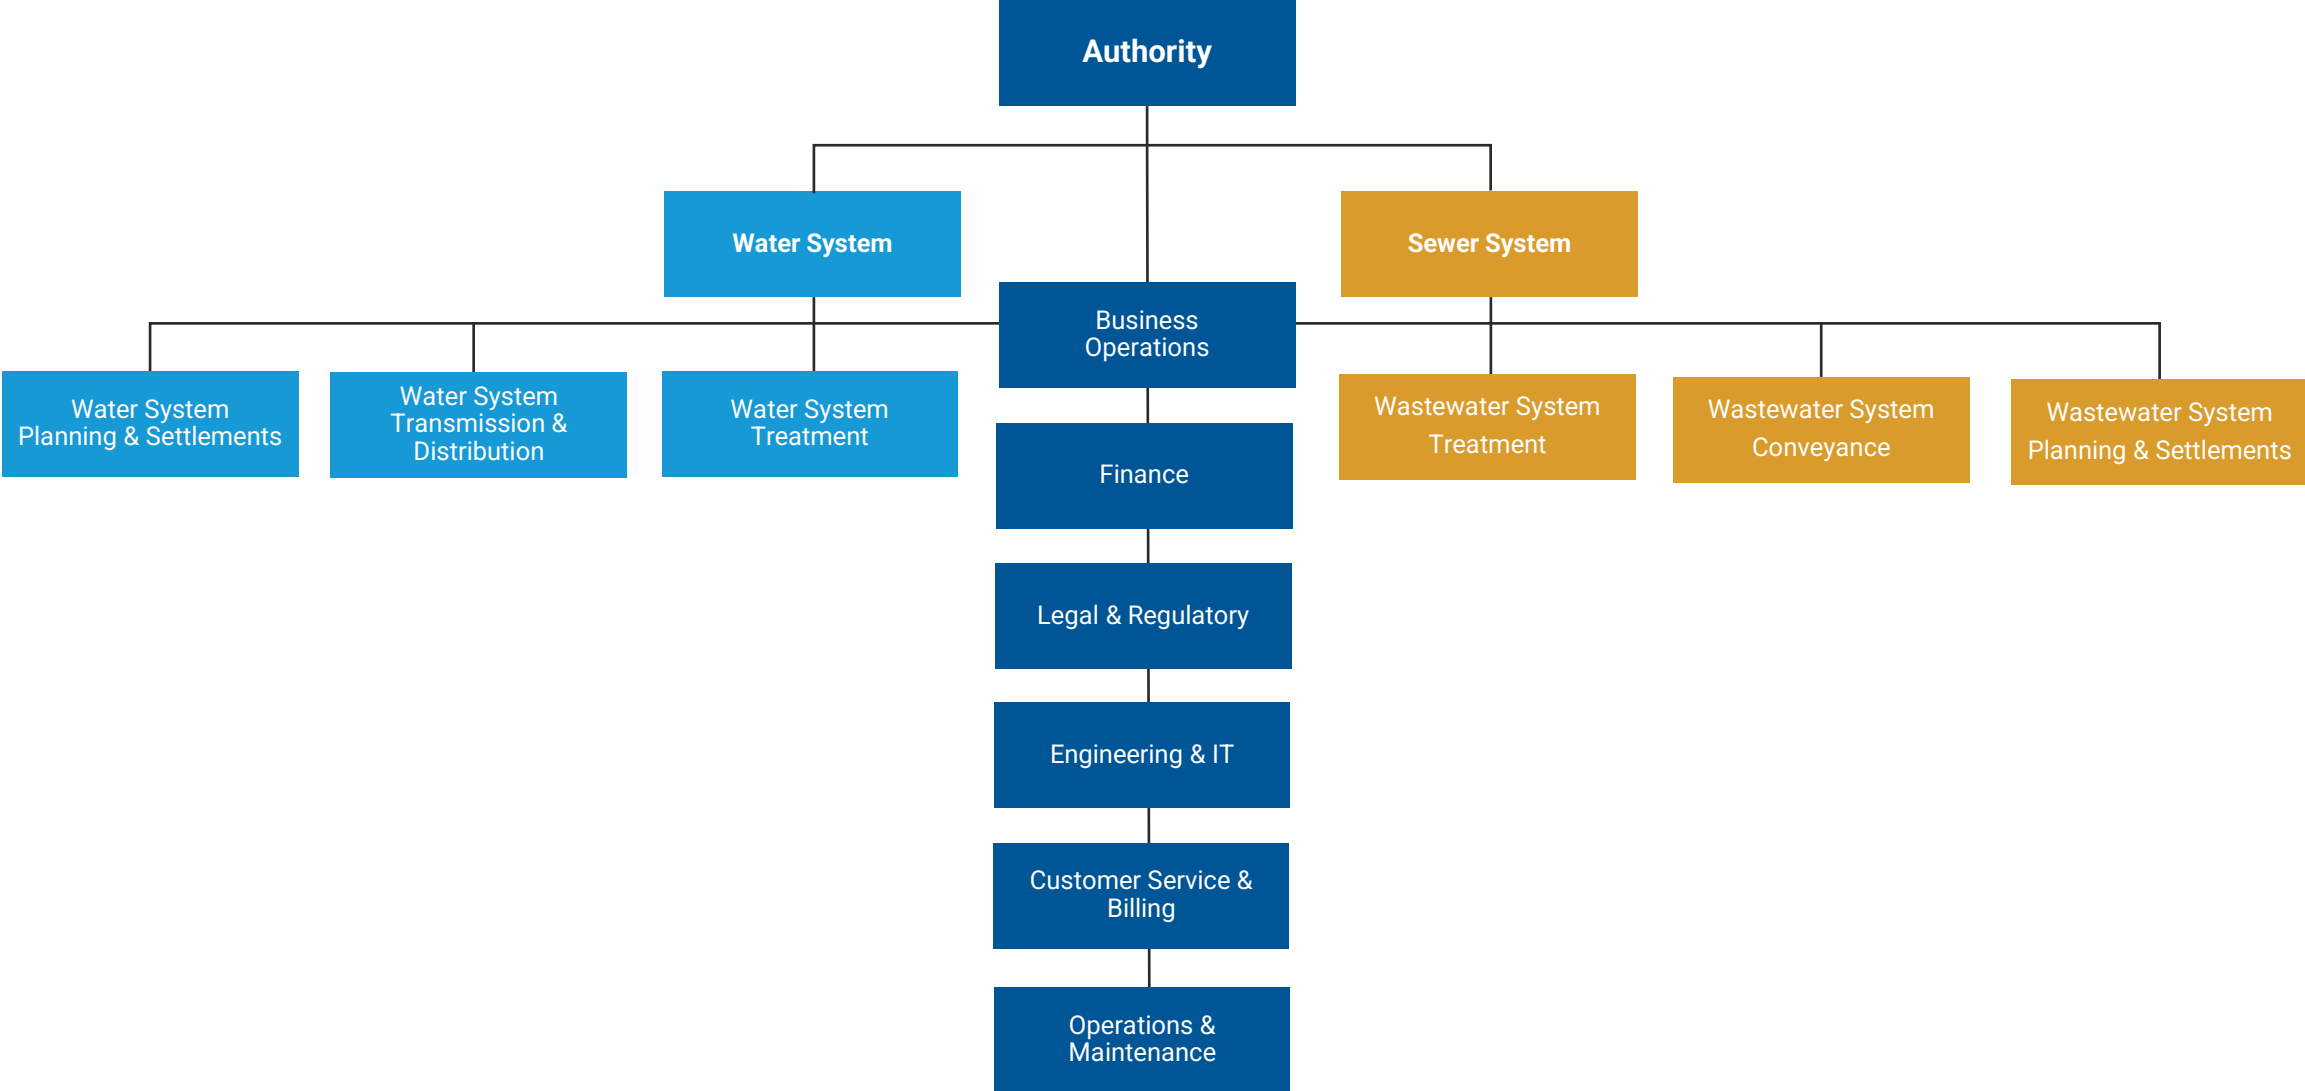 Authority
Water System
Sewer System
Business
Operations
Water System
Planning & Settlements
Water System
Transmission &
Distribution
Water System
Treatment
Wastewater System
Treatment
Wastewater System
Conveyance
Wastewater System
Planning & Settlements
Finance
Legal & Regulatory
Engineering & IT
Customer Service &
Billing
Operations &
Maintenance